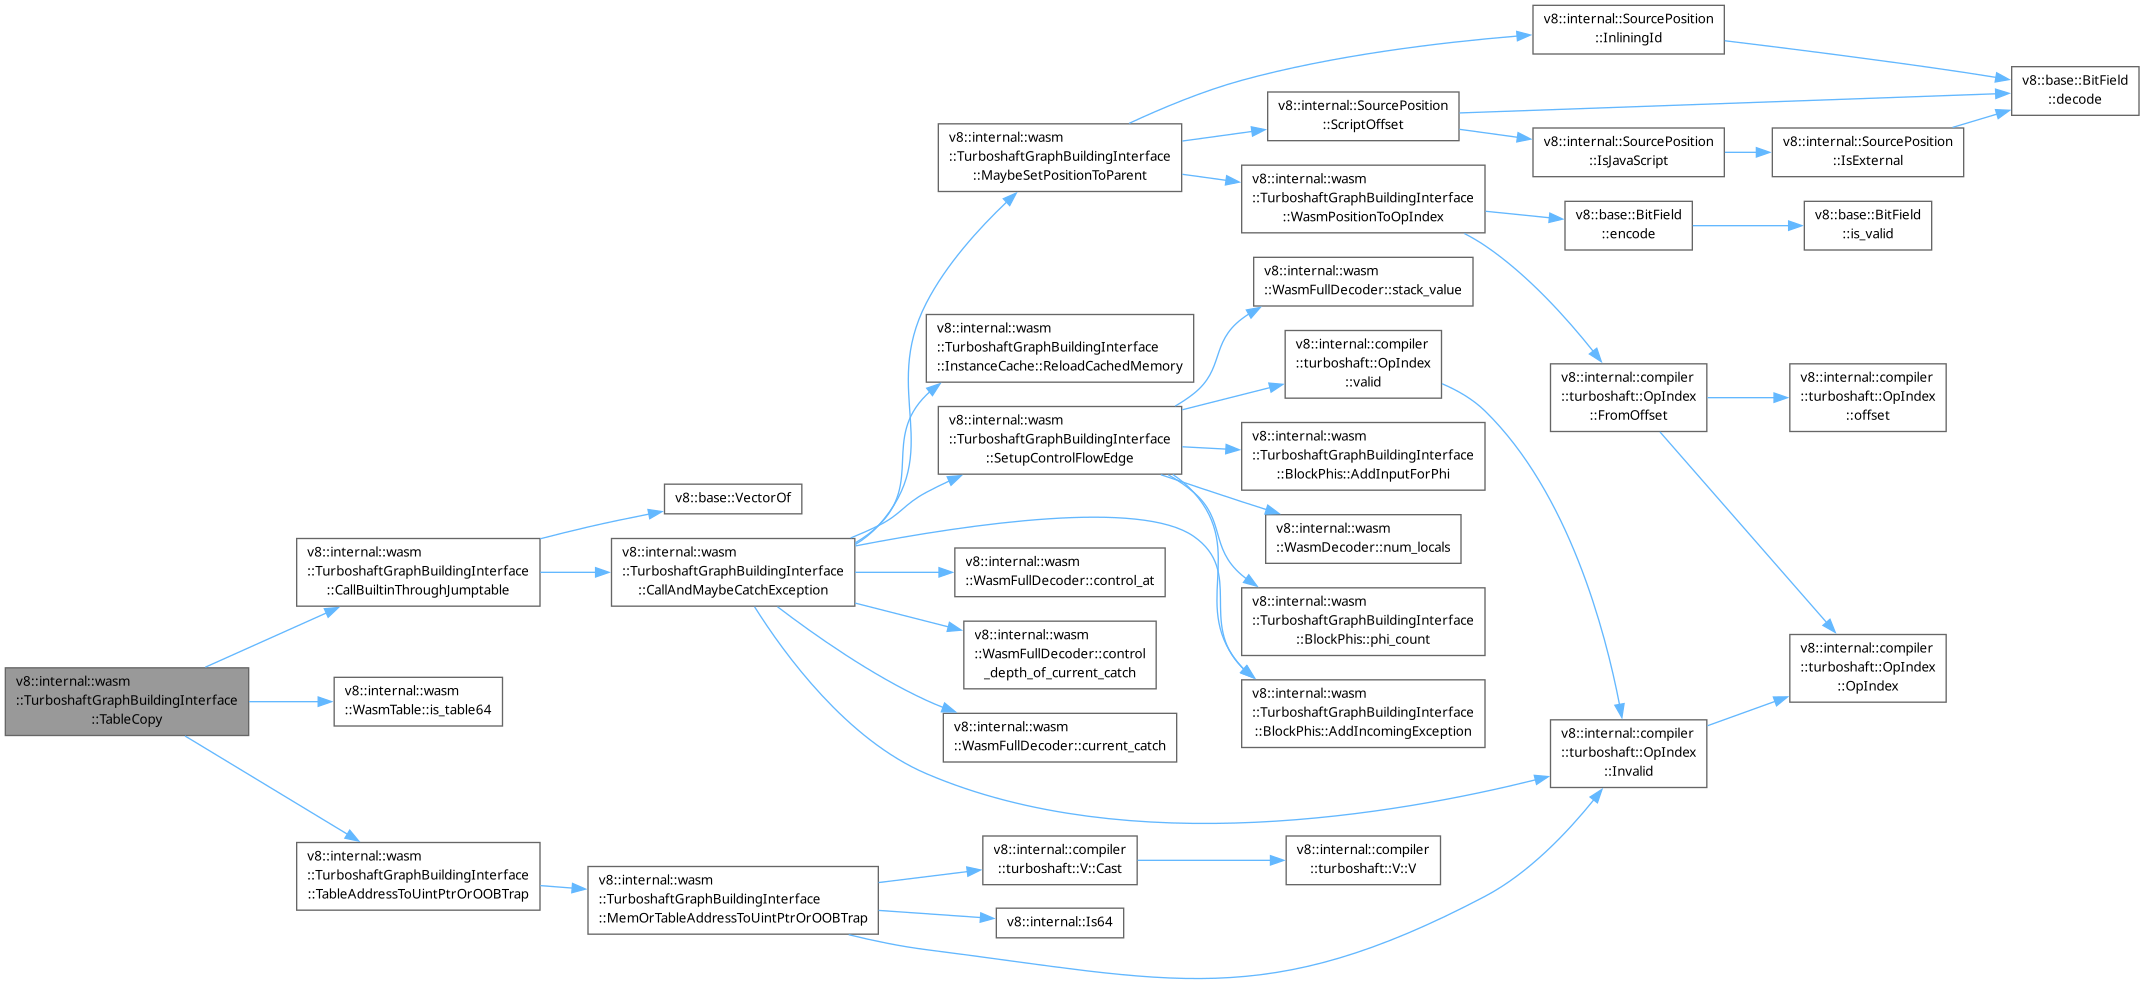 v8::internal::wasm
::TurboshaftGraphBuildingInterface
::TableCopy
v8::internal::wasm
::TurboshaftGraphBuildingInterface
::CallBuiltinThroughJumptable
v8::base::VectorOf
v8::internal::wasm
::TurboshaftGraphBuildingInterface
::CallAndMaybeCatchException
v8::internal::wasm
::TurboshaftGraphBuildingInterface
::MaybeSetPositionToParent
v8::internal::SourcePosition
::InliningId
v8::base::BitField
::decode
v8::internal::SourcePosition
::ScriptOffset
v8::internal::SourcePosition
::IsJavaScript
v8::internal::SourcePosition
::IsExternal
v8::internal::wasm
::TurboshaftGraphBuildingInterface
::WasmPositionToOpIndex
v8::base::BitField
::encode
v8::base::BitField
::is_valid
v8::internal::compiler
::turboshaft::OpIndex
::FromOffset
v8::internal::compiler
::turboshaft::OpIndex
::offset
v8::internal::compiler
::turboshaft::OpIndex
::OpIndex
v8::internal::wasm
::TurboshaftGraphBuildingInterface
::InstanceCache::ReloadCachedMemory
v8::internal::wasm
::TurboshaftGraphBuildingInterface
::SetupControlFlowEdge
v8::internal::wasm
::WasmFullDecoder::stack_value
v8::internal::compiler
::turboshaft::OpIndex
::valid
v8::internal::wasm
::TurboshaftGraphBuildingInterface
::BlockPhis::AddInputForPhi
v8::internal::wasm
::WasmDecoder::num_locals
v8::internal::wasm
::TurboshaftGraphBuildingInterface
::BlockPhis::phi_count
v8::internal::wasm
::TurboshaftGraphBuildingInterface
::BlockPhis::AddIncomingException
v8::internal::compiler
::turboshaft::OpIndex
::Invalid
v8::internal::wasm
::WasmFullDecoder::control_at
v8::internal::wasm
::WasmFullDecoder::control
_depth_of_current_catch
v8::internal::wasm
::WasmFullDecoder::current_catch
v8::internal::wasm
::WasmTable::is_table64
v8::internal::wasm
::TurboshaftGraphBuildingInterface
::TableAddressToUintPtrOrOOBTrap
v8::internal::wasm
::TurboshaftGraphBuildingInterface
::MemOrTableAddressToUintPtrOrOOBTrap
v8::internal::compiler
::turboshaft::V::Cast
v8::internal::compiler
::turboshaft::V::V
v8::internal::Is64